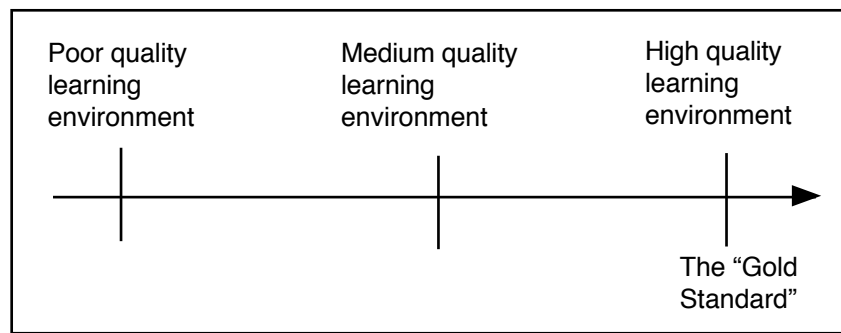 Poor quality
learning
environment
Medium quality
learning
environment
High quality
learning
environment
The “Gold
Standard”